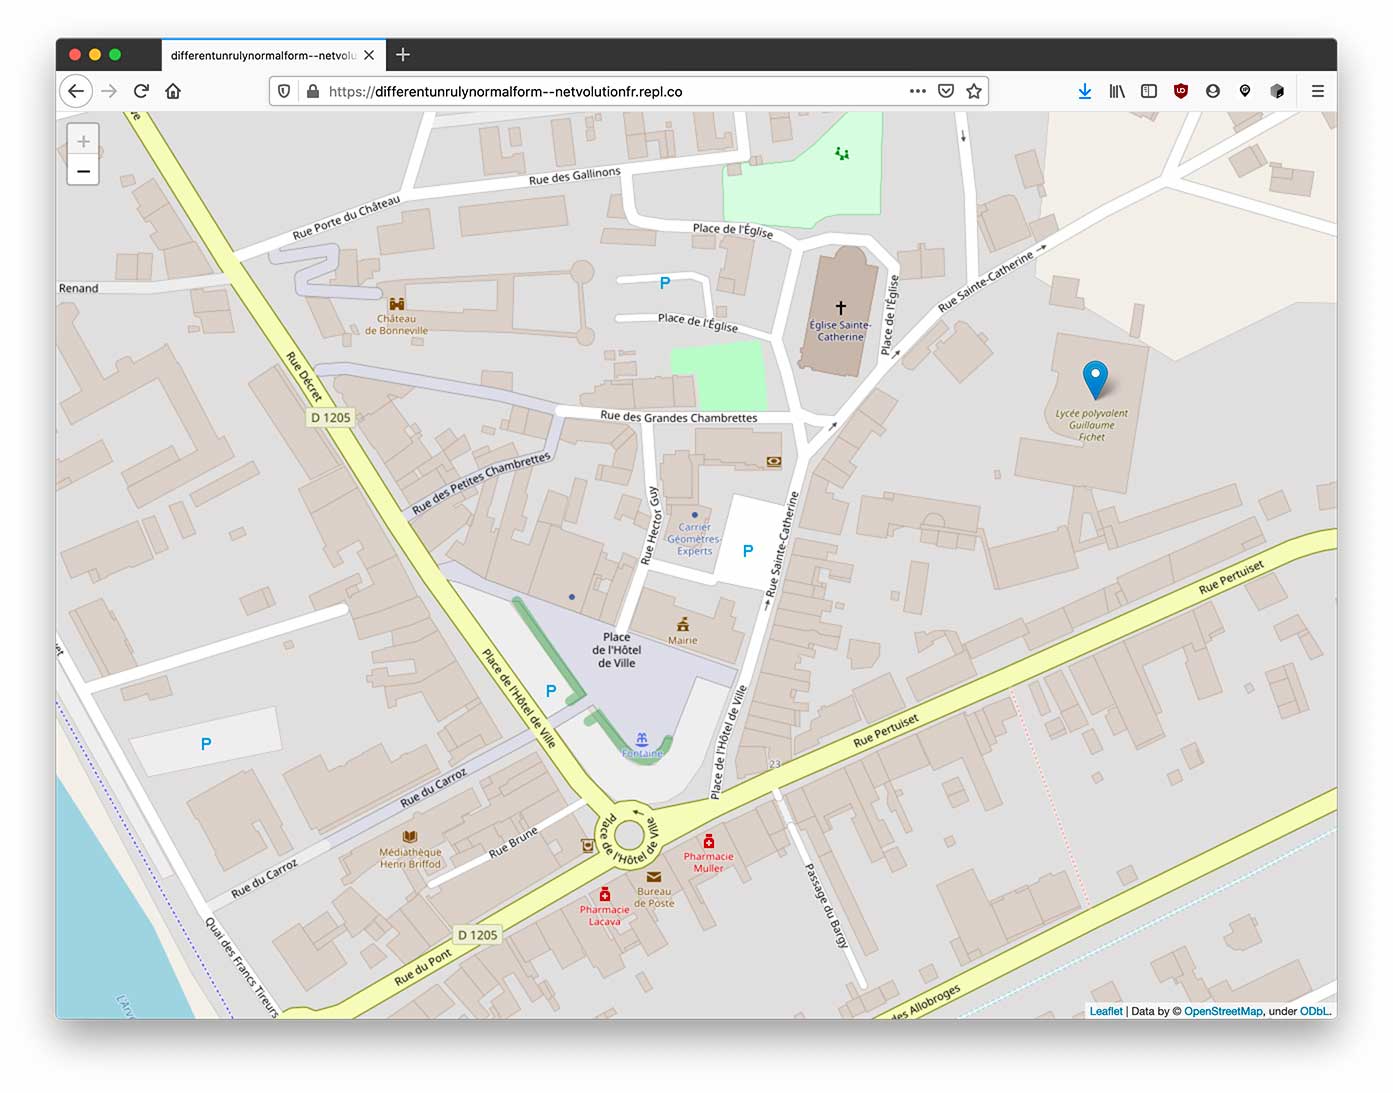 differentunrulynormalform--netvolu
https://differentunrulynormalform--netvolutionfr.repl.co
+
−
Rue des Gallinons
Rue Porte du Château
Place de l'Église
Renand
P
Château
de Bonneville
Place de l'Église
Église Sainte-
Catherine
Place de l'Église
Rue Sainte-Catherine
Rue Décret
D 1205
Rue des Grandes Chambrettes
Lycée polyvalent
Guillaume
Fichet
Rue des Petites Chambrettes
Rue Hector Guy
Carrier
Géomètres-
Experts
P
Rue Sainte-Catherine
Rue Pertuiset
Mairie
Place
de l'Hôtel
de Ville
Place de l'Hôtel de Ville
P
Place de l'Hôtel de Ville
P
Fontaine
Rue Pertuiset
23
Rue du Carroz
Rue Brune
Place de l'Hôtel de Ville
Médiathèque
Henri Briffod
Rue du Carroz
Pharmacie
Muller
Bureau
de Poste
Pharmacie
Lacava
Passage du Bargy
Quai des Francs Tireurs
D 1205
Rue du Pont
L'Arve
des Allobroges
Leaflet | Data by © OpenStreetMap, under ODbL.